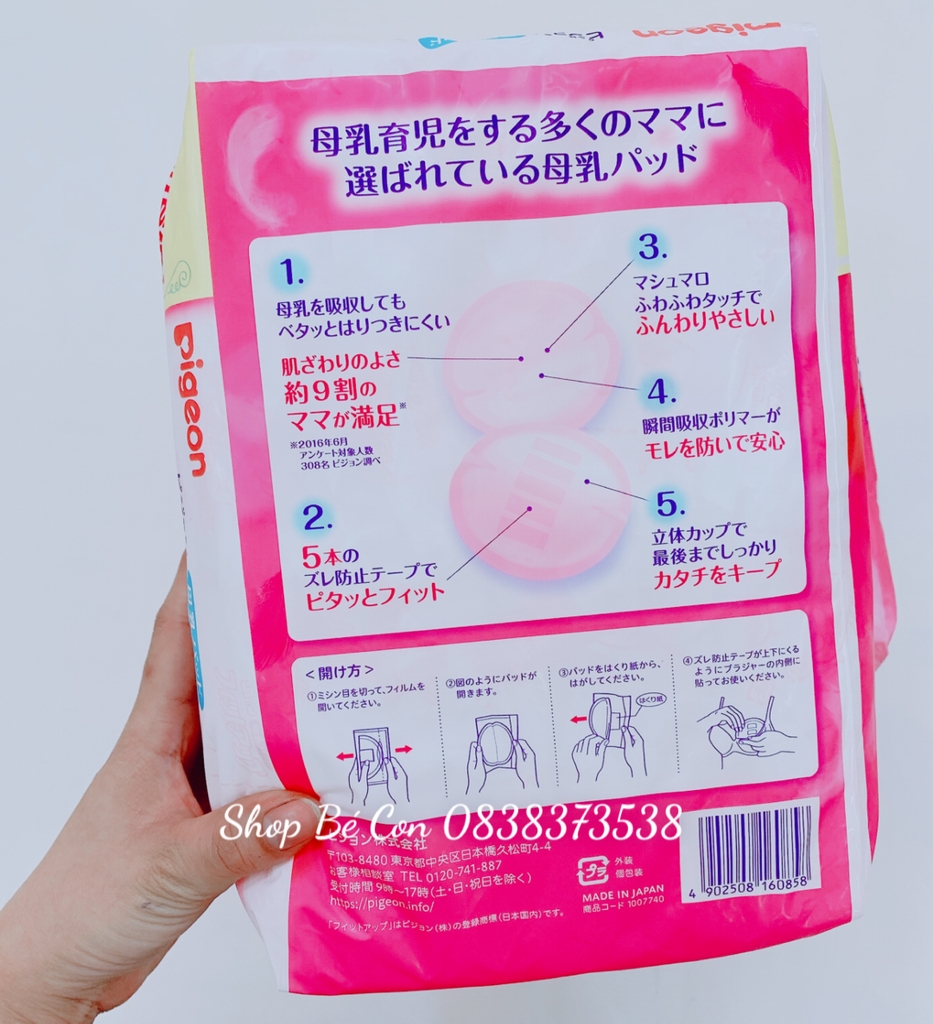 pigeon
母乳育児をする多くのママに
選ばれている母乳パッド
1.
母乳を吸収しても
ベタッとはりつきにくい
肌ざわりのよさ
約9割の
ママが満足※
※2016年6月
アンケート対象人数
308名 ピジョン調べ
2.
5本の
ズレ防止テープで
ピタッとフィット
3.
マシュマロ
ふわふわタッチで
ふんわりやさしい
4.
瞬間吸収ポリマーが
モレを防いで安心
5.
立体カップで
最後までしっかり
カタチをキープ
pigeon
<開け方>
①ミシン目を切って、フィルムを
開いてください。
②図のようにパッドが
開きます。
③パッドをはくり紙から、
はがしてください。
はくり紙
④ズレ防止テープが上下にくる
ようにブラジャーの内側に
貼ってお使いください。
Shop Bé Con 0838373538
ピジョン株式会社
〒103-8480 東京都中央区日本橋久松町4-4
お客様相談室 TEL 0120-741-887
受付時間 9時~17時(土・日・祝日を除く)
https://pigeon.info/
「フィットアップ」はピジョン(株)の登録商標(日本国内)です。
プラ
外装
個包装
MADE IN JAPAN
商品コード 1007740
4 902508 160858